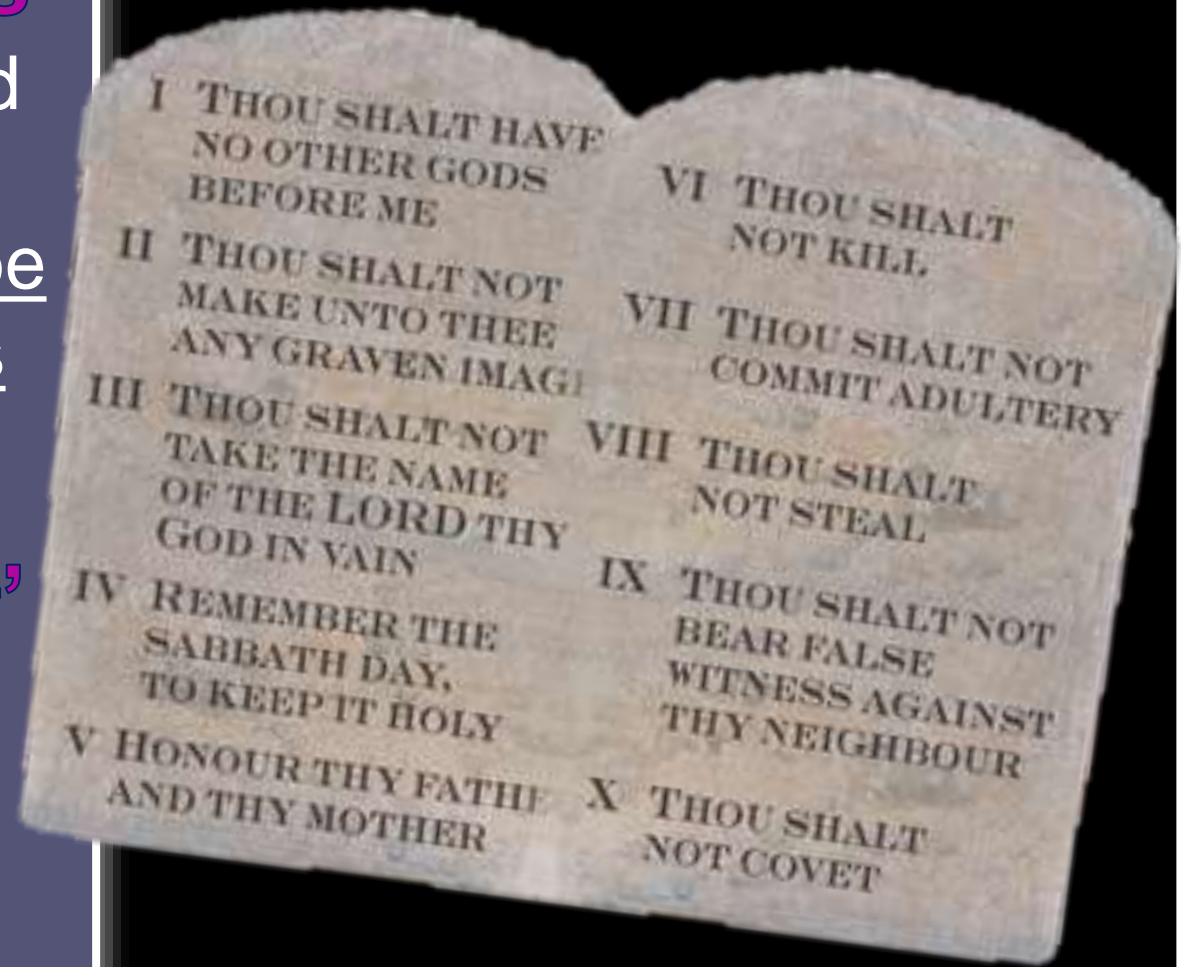 d
be
s
I THOU SHALT HAVE
NO OTHER GODS
BEFORE ME
II THOU SHALT NOT
MAKE UNTO THEE
ANY GRAVEN IMAG
III THOU SHALT NOT
TAKE THE NAME
OF THE LORD THY
GOD IN VAIN
IV REMEMBER THE
SABBATH DAY,
TO KEEP IT HOLY
V HONOUR THY FATHE
AND THY MOTHER
VI THOU SHALT
NOT KILL
VII THOU SHALT NOT
COMMIT ADULTERY
VIII THOU SHALT
NOT STEAL
IX THOU SHALT NOT
BEAR FALSE
WITNESS AGAINST
THY NEIGHBOUR
X THOU SHALT
NOT COVET